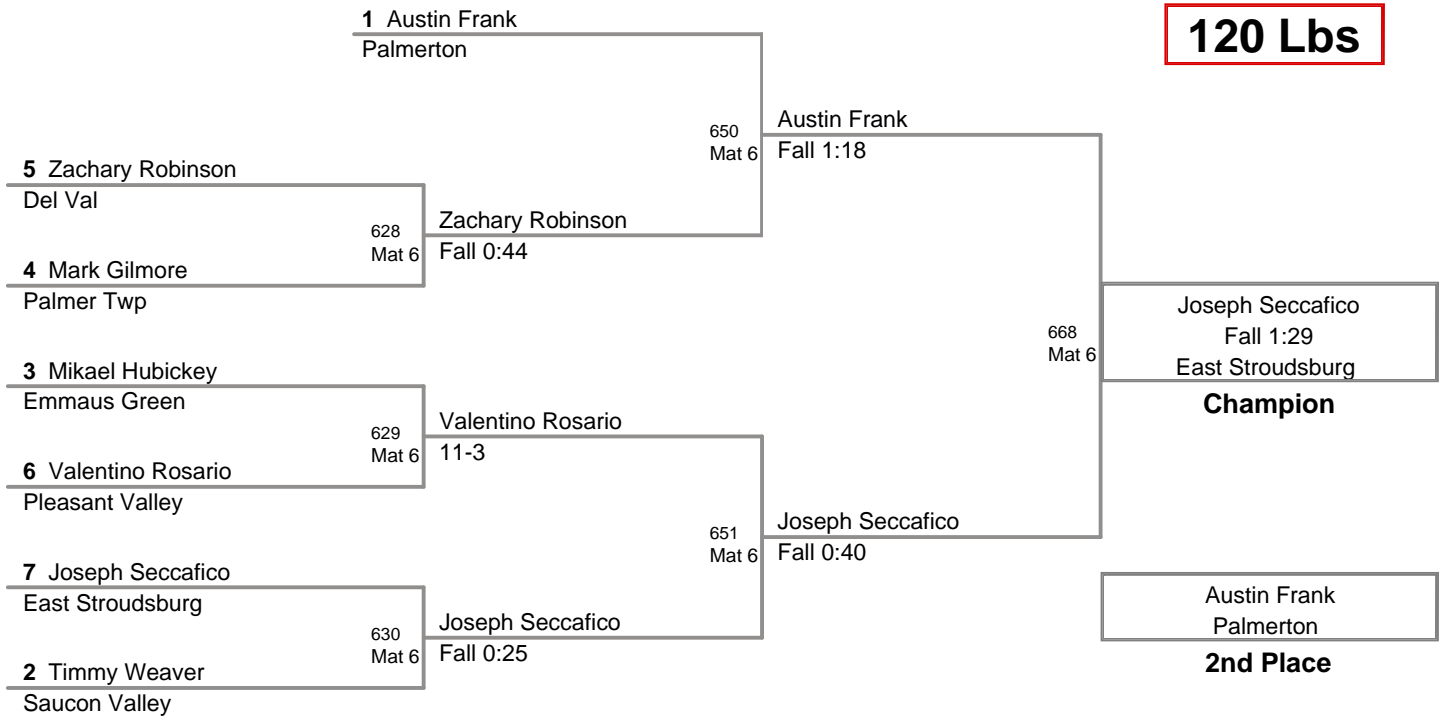 1 Austin Frank
Palmerton
120 Lbs
650
Mat 6
Austin Frank
Fall 1:18
5 Zachary Robinson
Del Val
628
Mat 6
Zachary Robinson
Fall 0:44
4 Mark Gilmore
Palmer Twp
668
Mat 6
Joseph Seccafico
Fall 1:29
East Stroudsburg
Champion
3 Mikael Hubickey
Emmaus Green
629
Mat 6
Valentino Rosario
11-3
6 Valentino Rosario
Pleasant Valley
651
Mat 6
Joseph Seccafico
Fall 0:40
7 Joseph Seccafico
East Stroudsburg
630
Mat 6
Joseph Seccafico
Fall 0:25
2 Timmy Weaver
Saucon Valley
Austin Frank
Palmerton
2nd Place